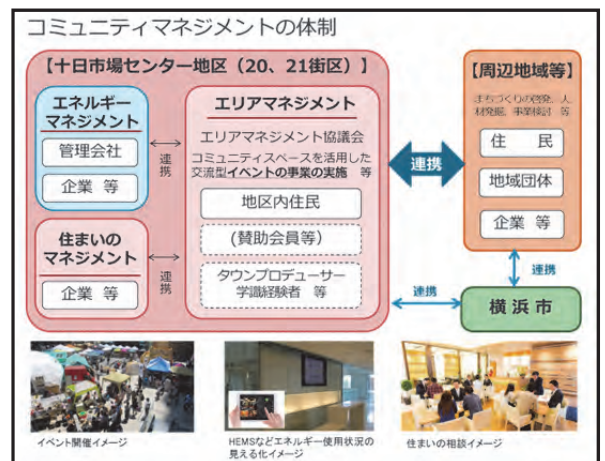 コミュニティマネジメントの体制
【十日市場センター地区（20、21街区）】
エネルギー
マネジメント
管理会社
企業 等
連携
住まいの
マネジメント
企業 等
連携
エリアマネジメント
エリアマネジメント協議会
コミュニティスペースを活用した
交流型イベントの事業の実施 等
地区内住民
(賛助会員等）
タウンプロデューサー
学識経験者 等
連携
【周辺地域等】
まちづくりの啓発、人
材発掘、事業検討 等
住 民
地域団体
企業 等
連携
連携
横浜市
イベント開催イメージ
HEMSなどエネルギー使用状況の
見える化イメージ
住まいの相談イメージ